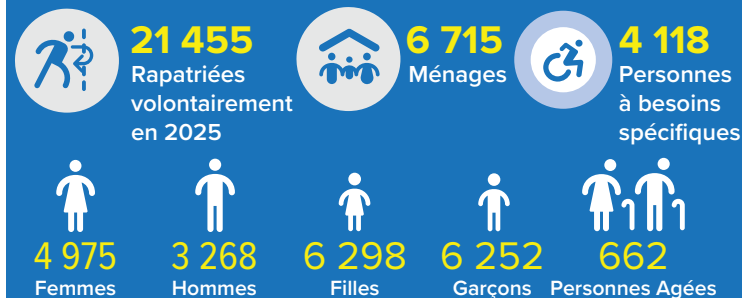 21 455
Rapatriées
volontairement
en 2025
6 715
Ménages
4 118
Personnes
à besoins
spécifiques
4 975
Femmes
3 268
Hommes
6 298
Filles
6 252
Garçons
662
Personnes Agées